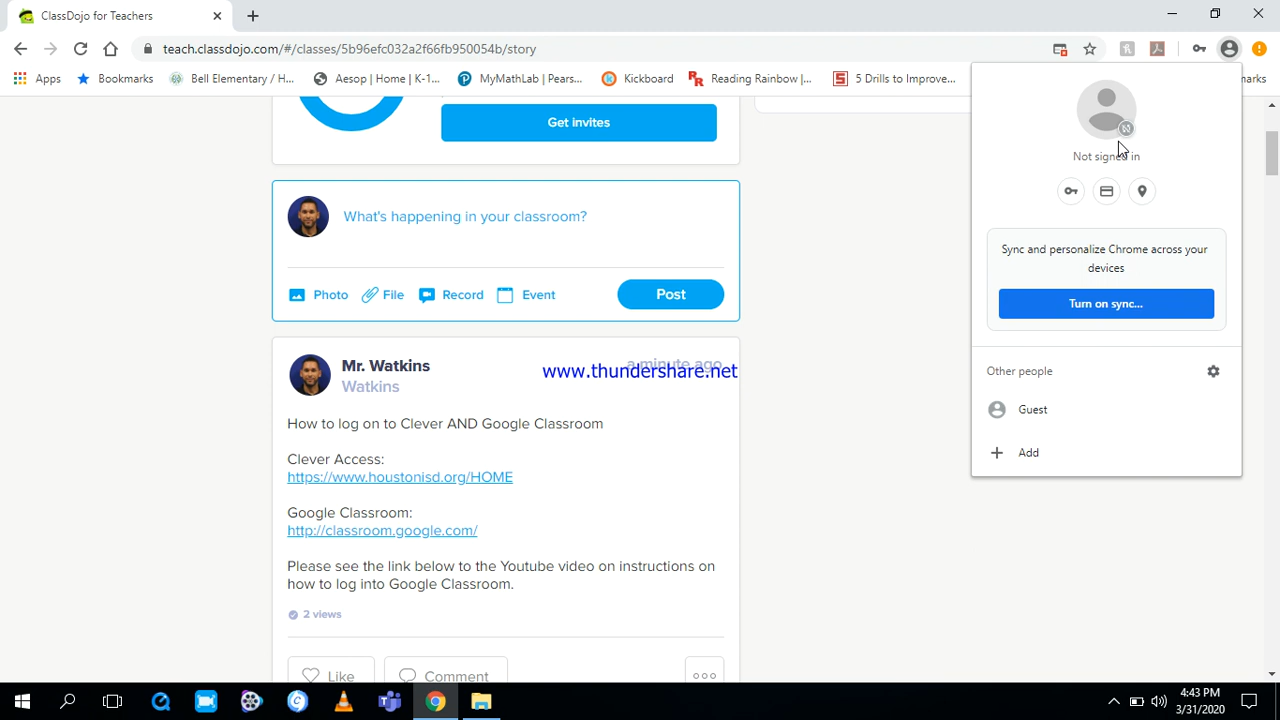 ClassDojo for Teachers
teach.classdojo.com/#/classes/5b96efc032a2f66fb950054b/story
Apps
Bookmarks
Bell Elementary / H...
Aesop | Home | K-1...
MyMathLab | Pears...
Kickboard
Reading Rainbow |...
5 Drills to Improve...
marks
Get invites
What's happening in your classroom?
Photo
File
Record
Event
Post
Mr. Watkins
a minute ago
Watkins
www.thundershare.net
How to log on to Clever AND Google Classroom
Clever Access:
https://www.houstonisd.org/HOME
Google Classroom:
http://classroom.google.com/
Please see the link below to the Youtube video on instructions on
how to log into Google Classroom.
2 views
Like
Comment
Not signed in
Sync and personalize Chrome across your
devices
Turn on sync...
Other people
Guest
Add
4:43 PM
3/31/2020